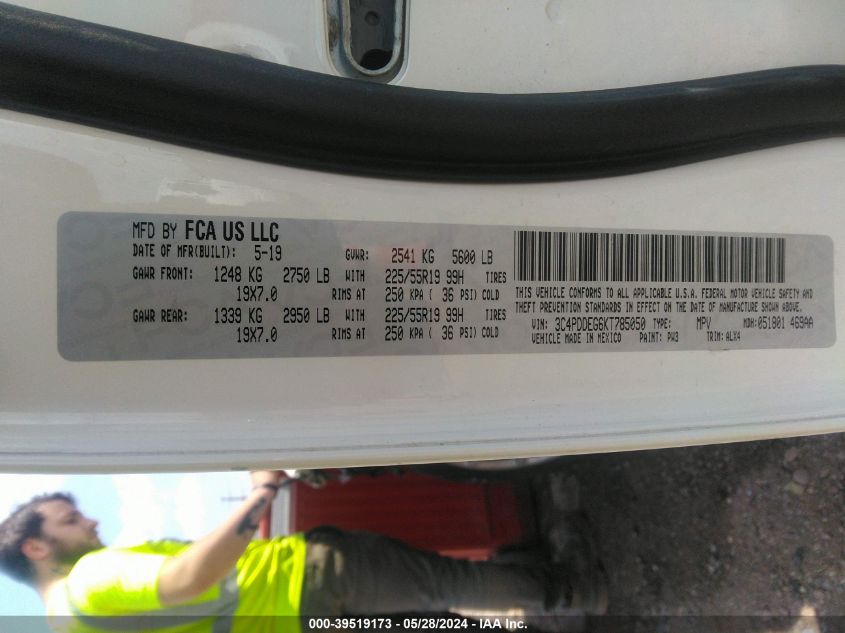 MFD BY FCA US LLC
DATE OF MFR(BUILT): 5-19 GVWR: 2541 KG 5600 LB
GAWR FRONT: 1248 KG 2750 LB WITH 225/55R19 99H TIRES
19X7.0 RIMS AT 250 KPA ( 36 PSI) COLD
GAWR REAR: 1339 KG 2950 LB WITH 225/55R19 99H TIRES
19X7.0 RIMS AT 250 KPA ( 36 PSI) COLD
THIS VEHICLE CONFORMS TO ALL APPLICABLE U.S.A. FEDERAL MOTOR VEHICLE SAFETY AND
THEFT PREVENTION STANDARDS IN EFFECT ON THE DATE OF MANUFACTURE SHOWN ABOVE.
VIN: 3C4PDDEG6KT785050 TYPE: MPV MDH: 051801 469AA
VEHICLE MADE IN MEXICO PAINT: PW3 TRIM: ALX4
000-39519173 - 05/28/2024 - IAA Inc.